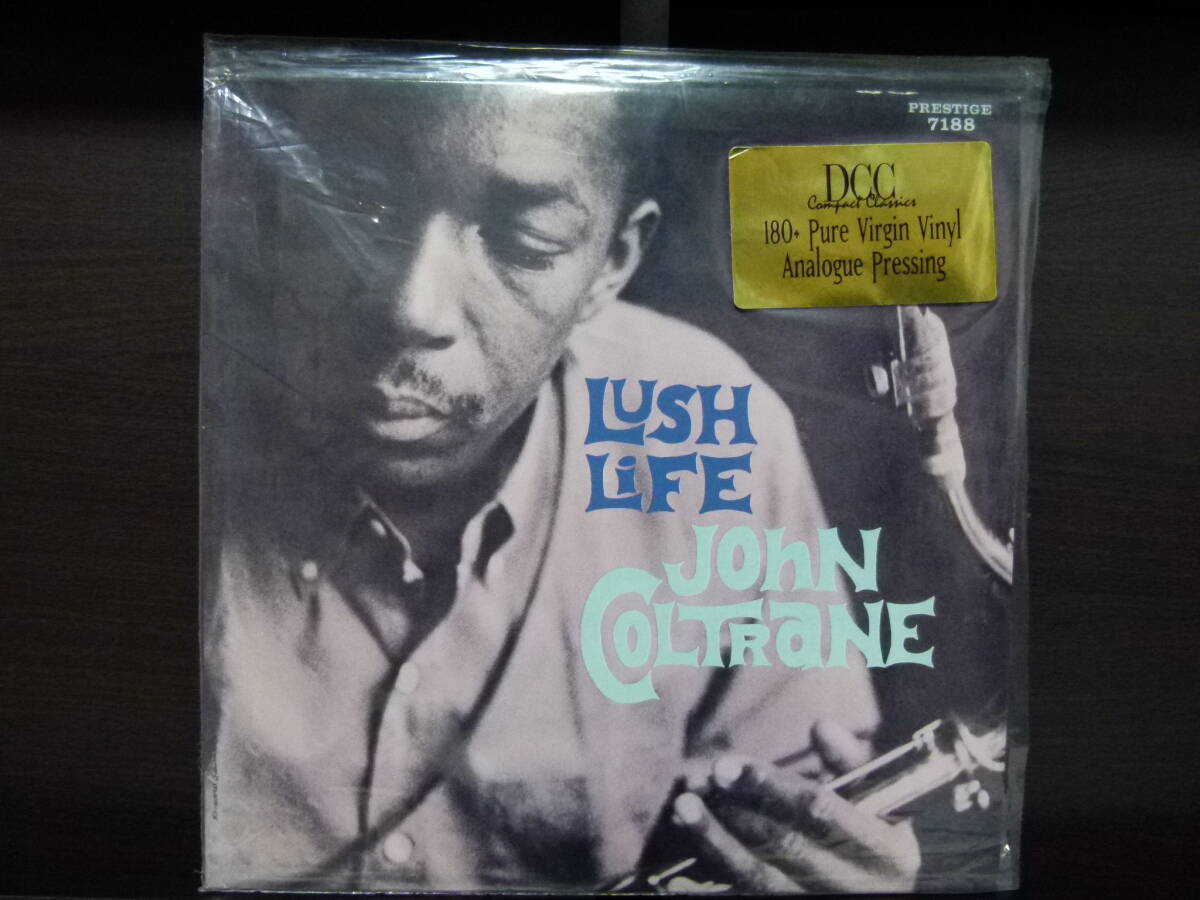 PRESTIGE
7188
DCC
Compact Classics
180+ Pure Virgin Vinyl
Analogue Pressing
LUSH
LiFE
JOhN
COLTRaNE